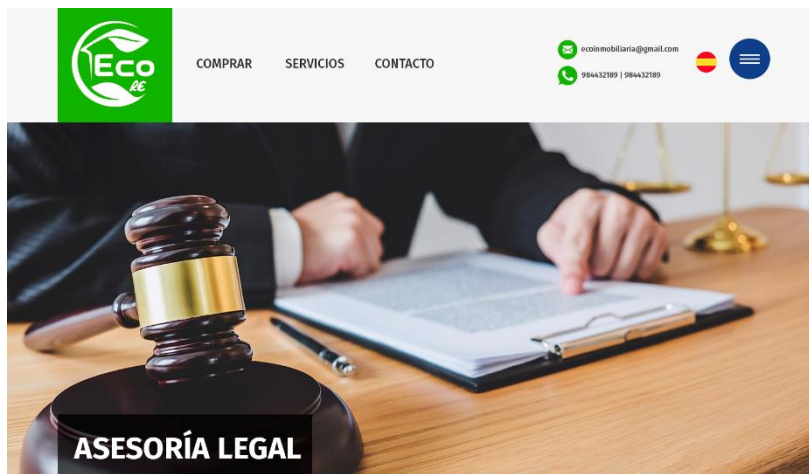 Eco
RE
COMPRAR SERVICIOS CONTACTO
ecoinmobiliaria@gmail.com
984432189 | 984432189
ASESORÍA LEGAL